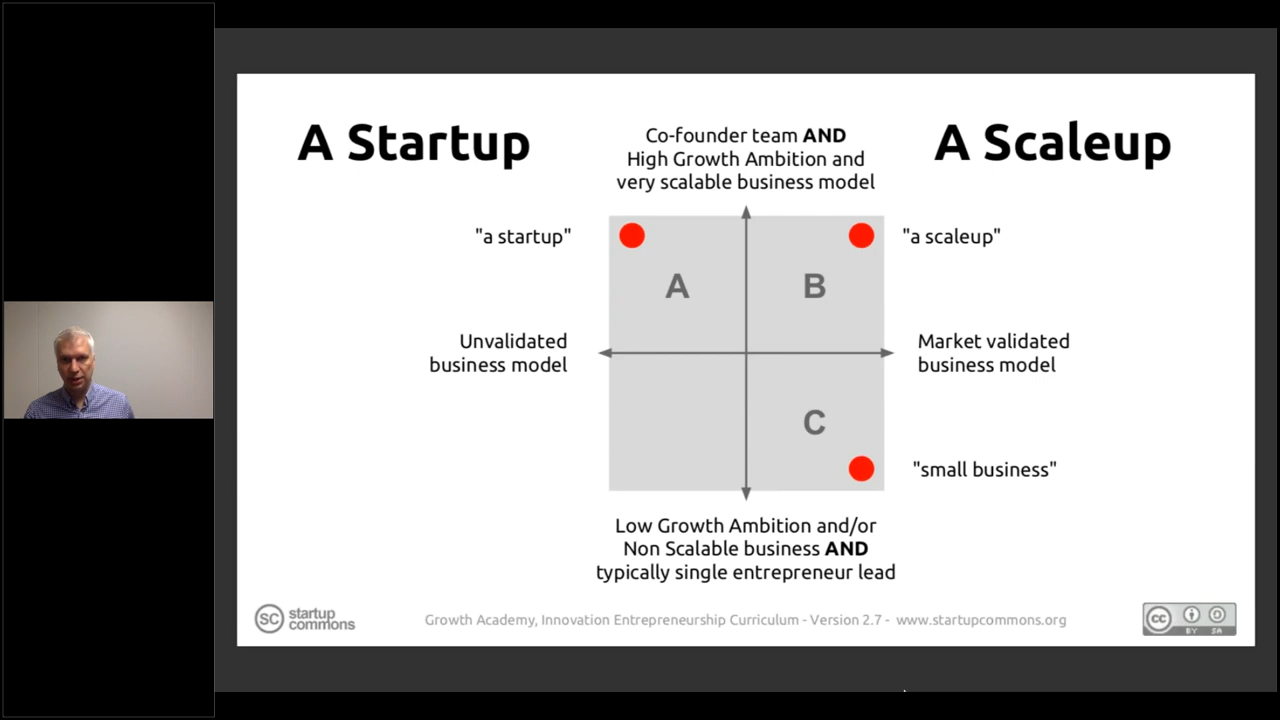 A Startup
Co-founder team AND
High Growth Ambition and
very scalable business model
A Scaleup
"a startup"
"a scaleup"
A
B
Unvalidated
business model
Market validated
business model
C
"small business"
Low Growth Ambition and/or
Non Scalable business AND
typically single entrepreneur lead
SC startup
commons
Growth Academy, Innovation Entrepreneurship Curriculum - Version 2.7 - www.startupcommons.org
cc
BY SA